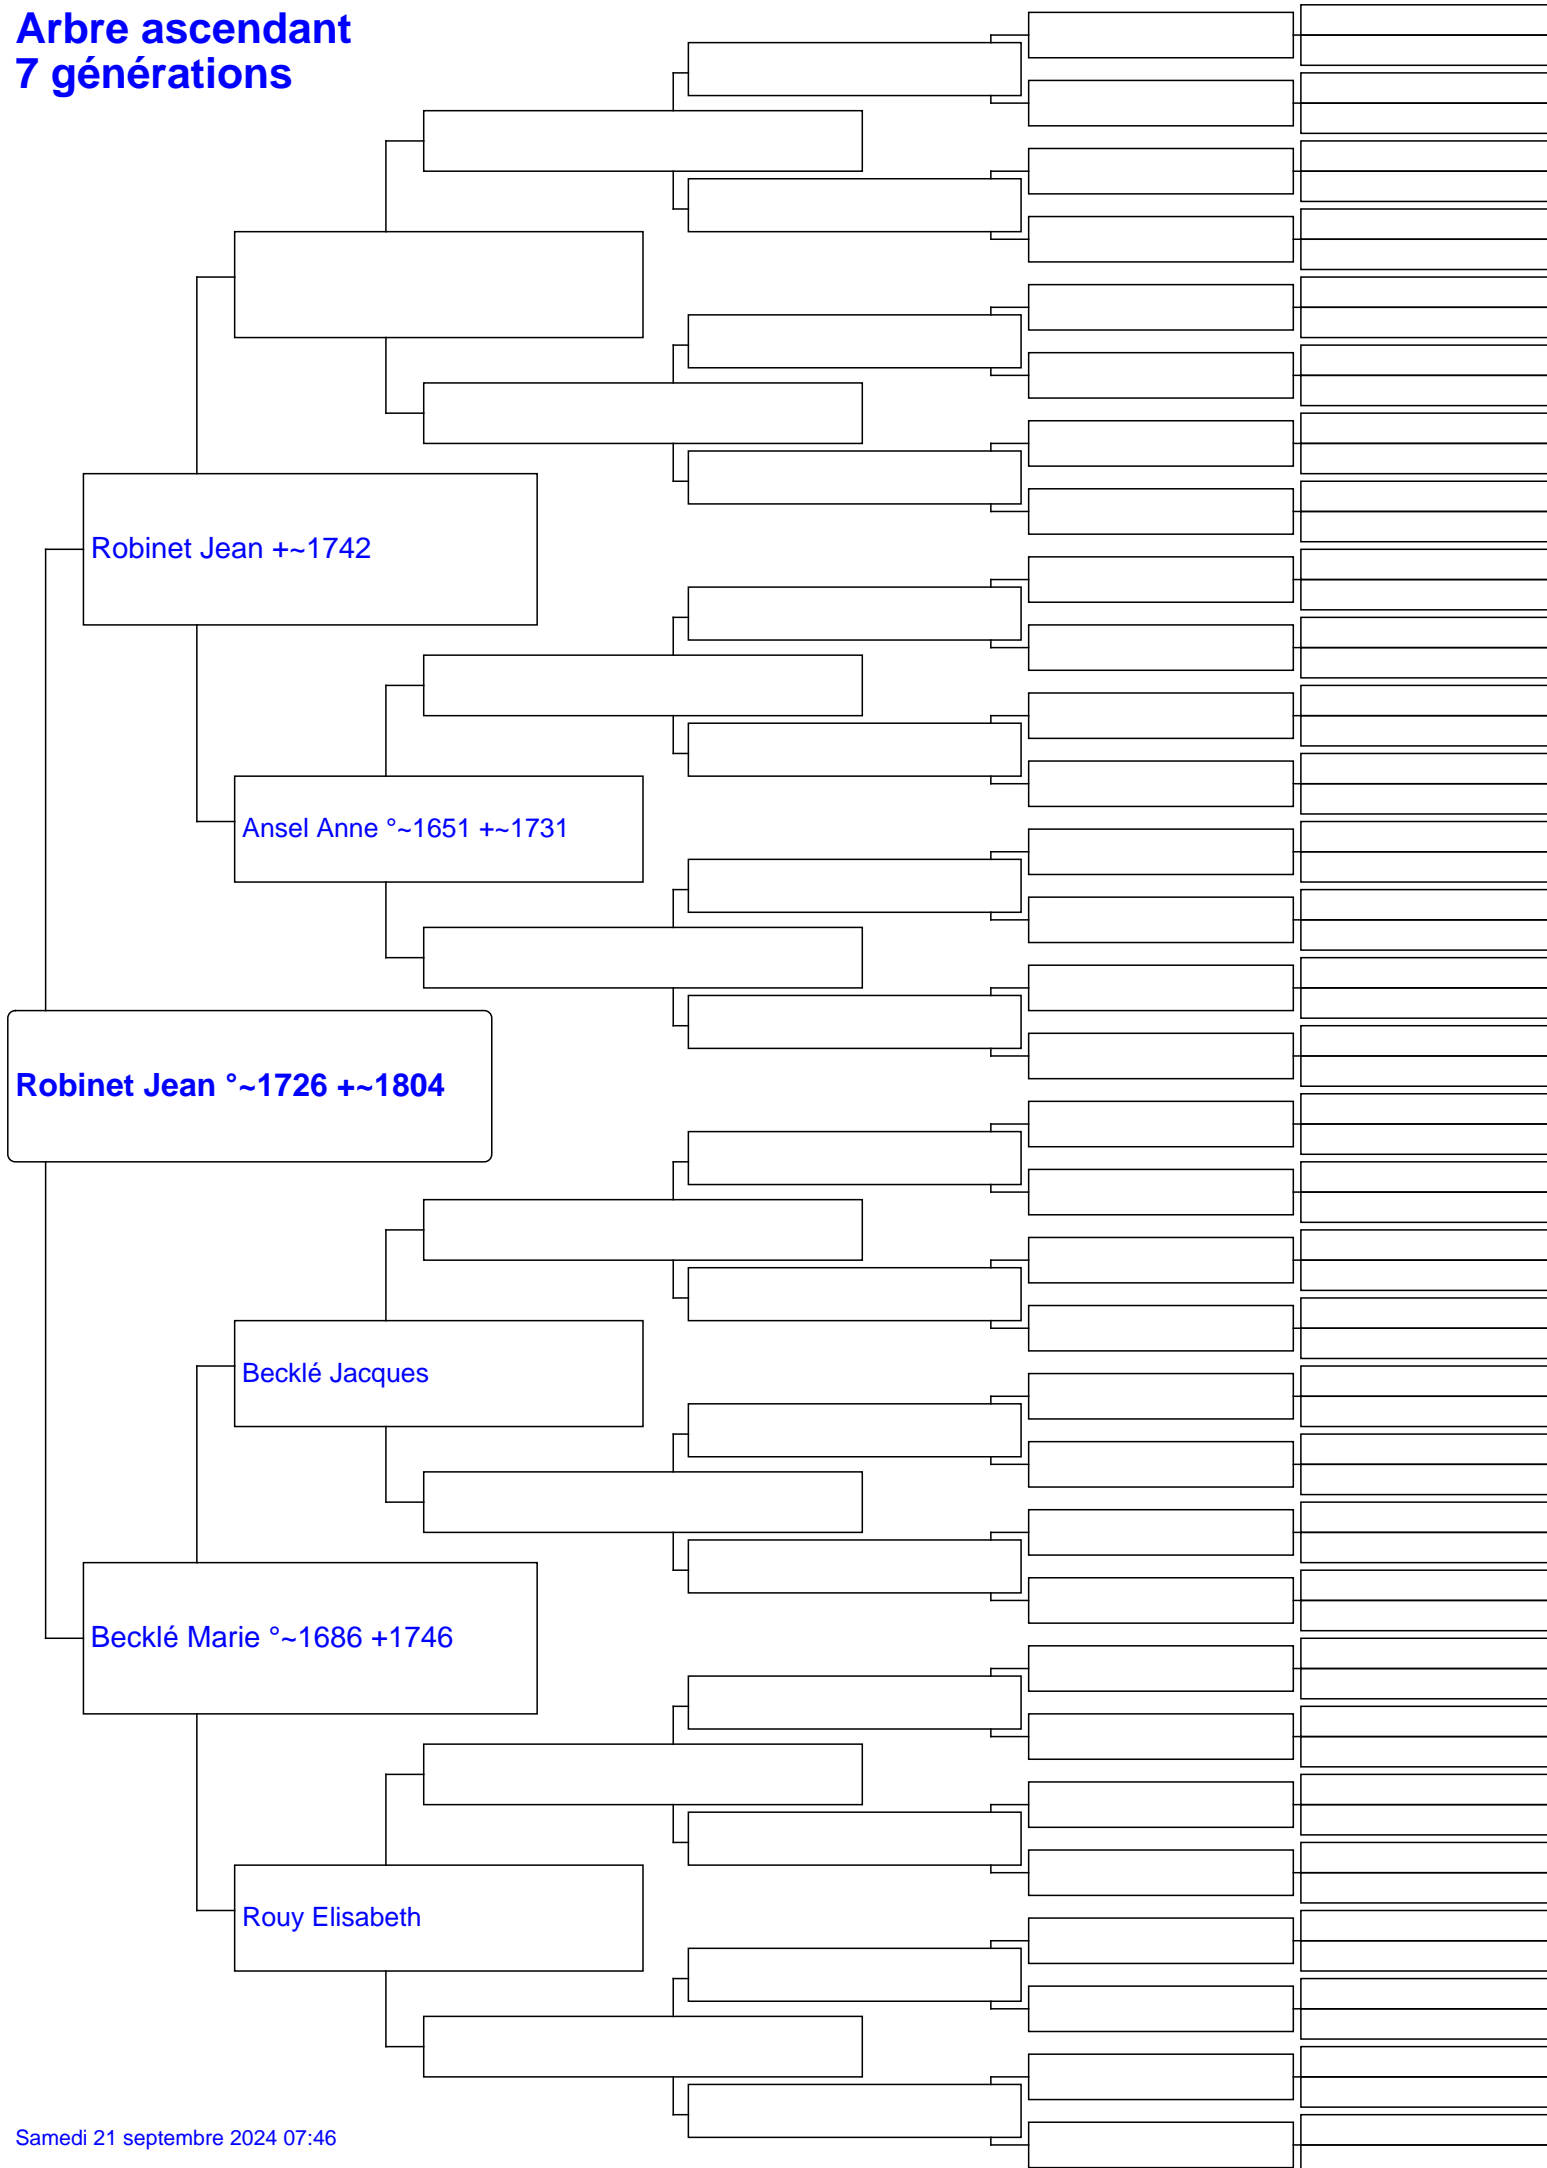 Arbre ascendant
7 générations
Robinet Jean +~1742
Ansel Anne °~1651 +~1731
Robinet Jean °~1726 +~1804
Becklé Jacques
Becklé Marie °~1686 +1746
Rouy Elisabeth
Samedi 21 septembre 2024 07:46